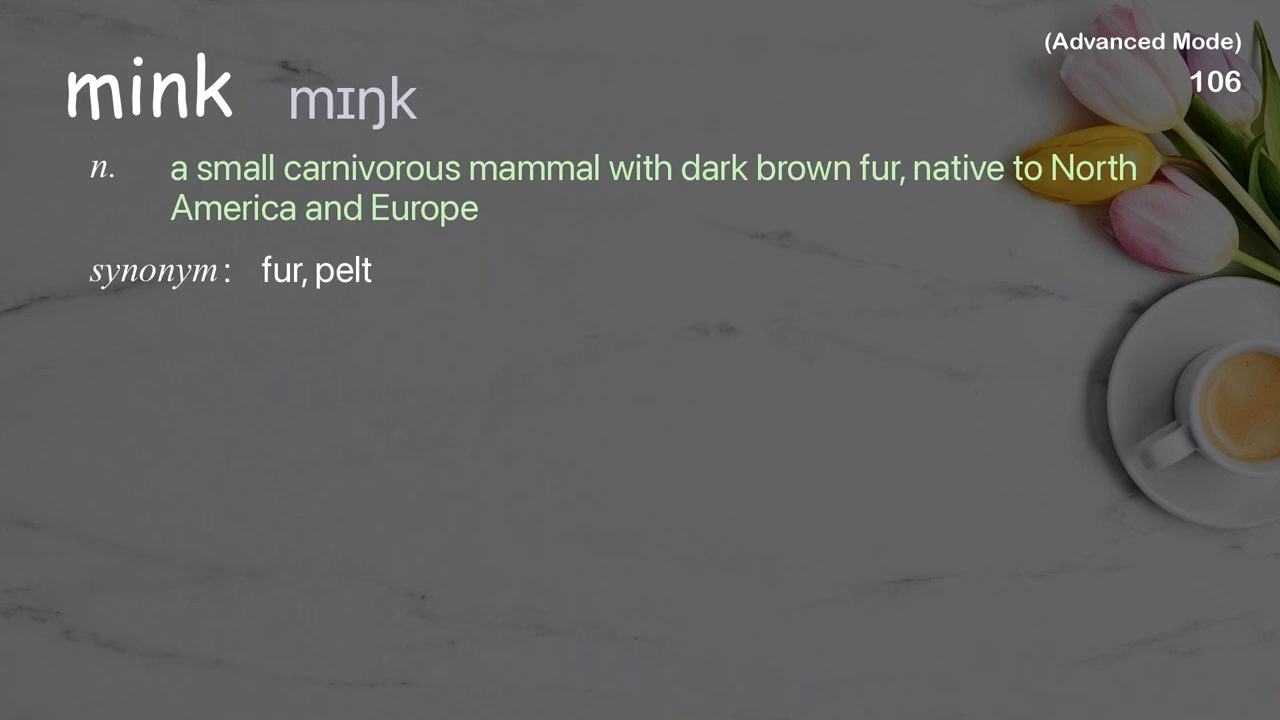 (Advanced Mode)
106
mink mɪŋk
n. a small carnivorous mammal with dark brown fur, native to North
America and Europe
synonym: fur, pelt